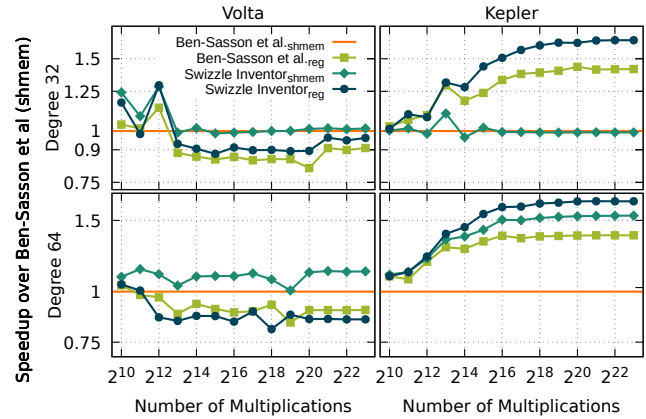 Volta
Kepler
Speedup over Ben-Sasson et al (shmem)
Degree 32
1.5
1.25
1
0.9
0.75
Ben-Sasson et al.shmem
Ben-Sasson et al.reg
Swizzle Inventorshmem
Swizzle Inventorreg
Degree 64
1.5
1
0.75
2^10 2^12 2^14 2^16 2^18 2^20 2^22
2^10 2^12 2^14 2^16 2^18 2^20 2^22
Number of Multiplications
Number of Multiplications